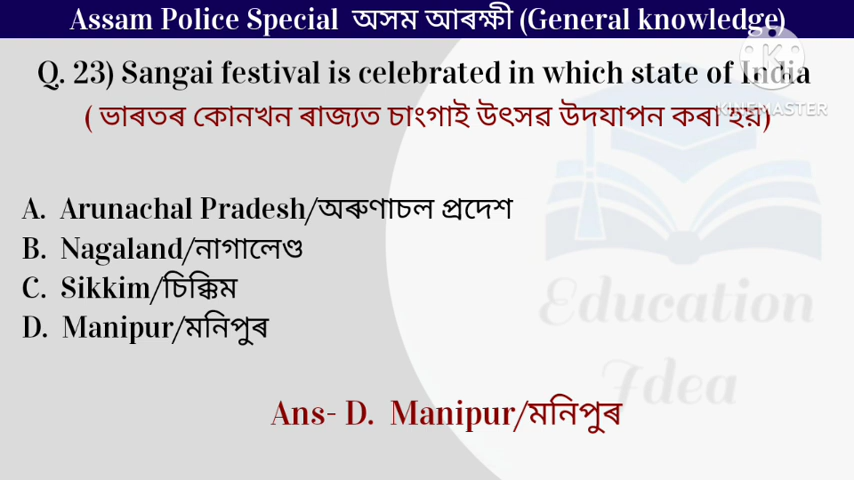 Assam Police Special অসম আৰক্ষী (General knowledge)
KINEMASTER
Q. 23) Sangai festival is celebrated in which state of India
( ভাৰতৰ কোনখন ৰাজ্যত চাংগাই উৎসৱ উদযাপন কৰা হয়)
A. Arunachal Pradesh/অৰুণাচল প্ৰদেশ
B. Nagaland/নাগালেণ্ড
C. Sikkim/চিক্কিম
D. Manipur/মনিপুৰ
Education
Idea
Ans- D. Manipur/মনিপুৰ